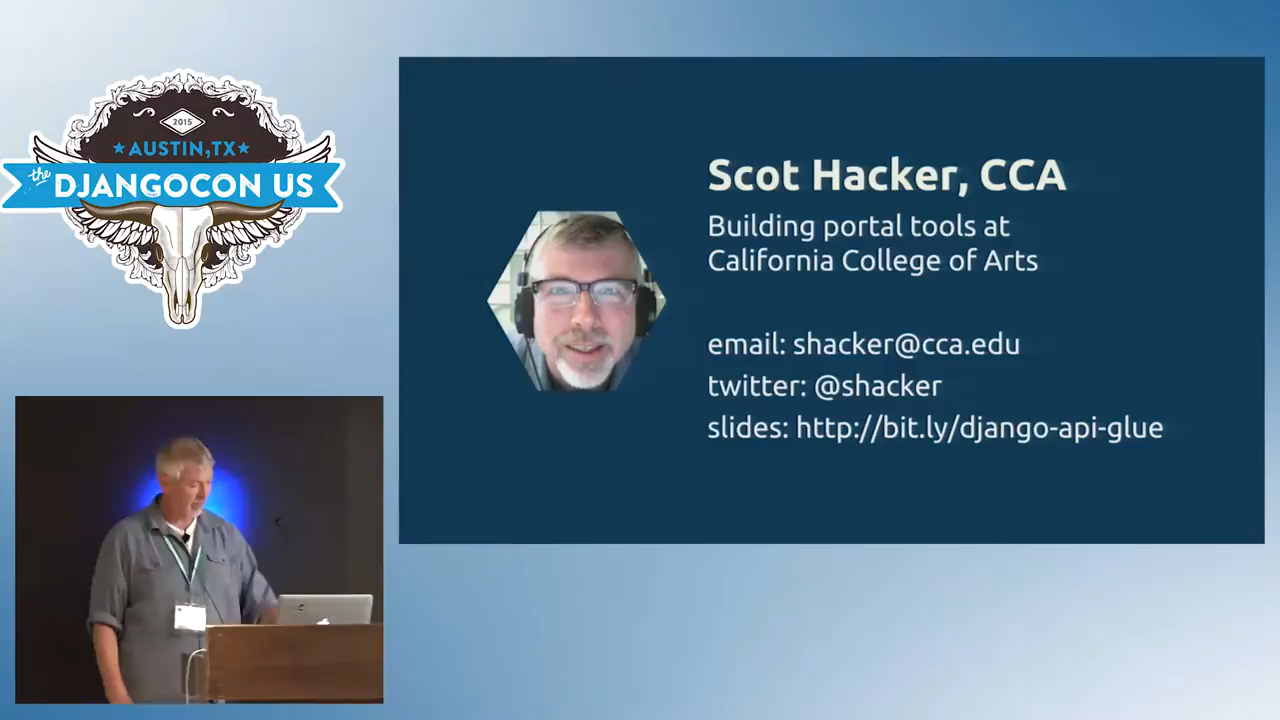 2015
AUSTIN,TX
the
DJANGOCON US
Scot Hacker, CCA
Building portal tools at
California College of Arts
email: shacker@cca.edu
twitter: @shacker
slides: http://bit.ly/django-api-glue